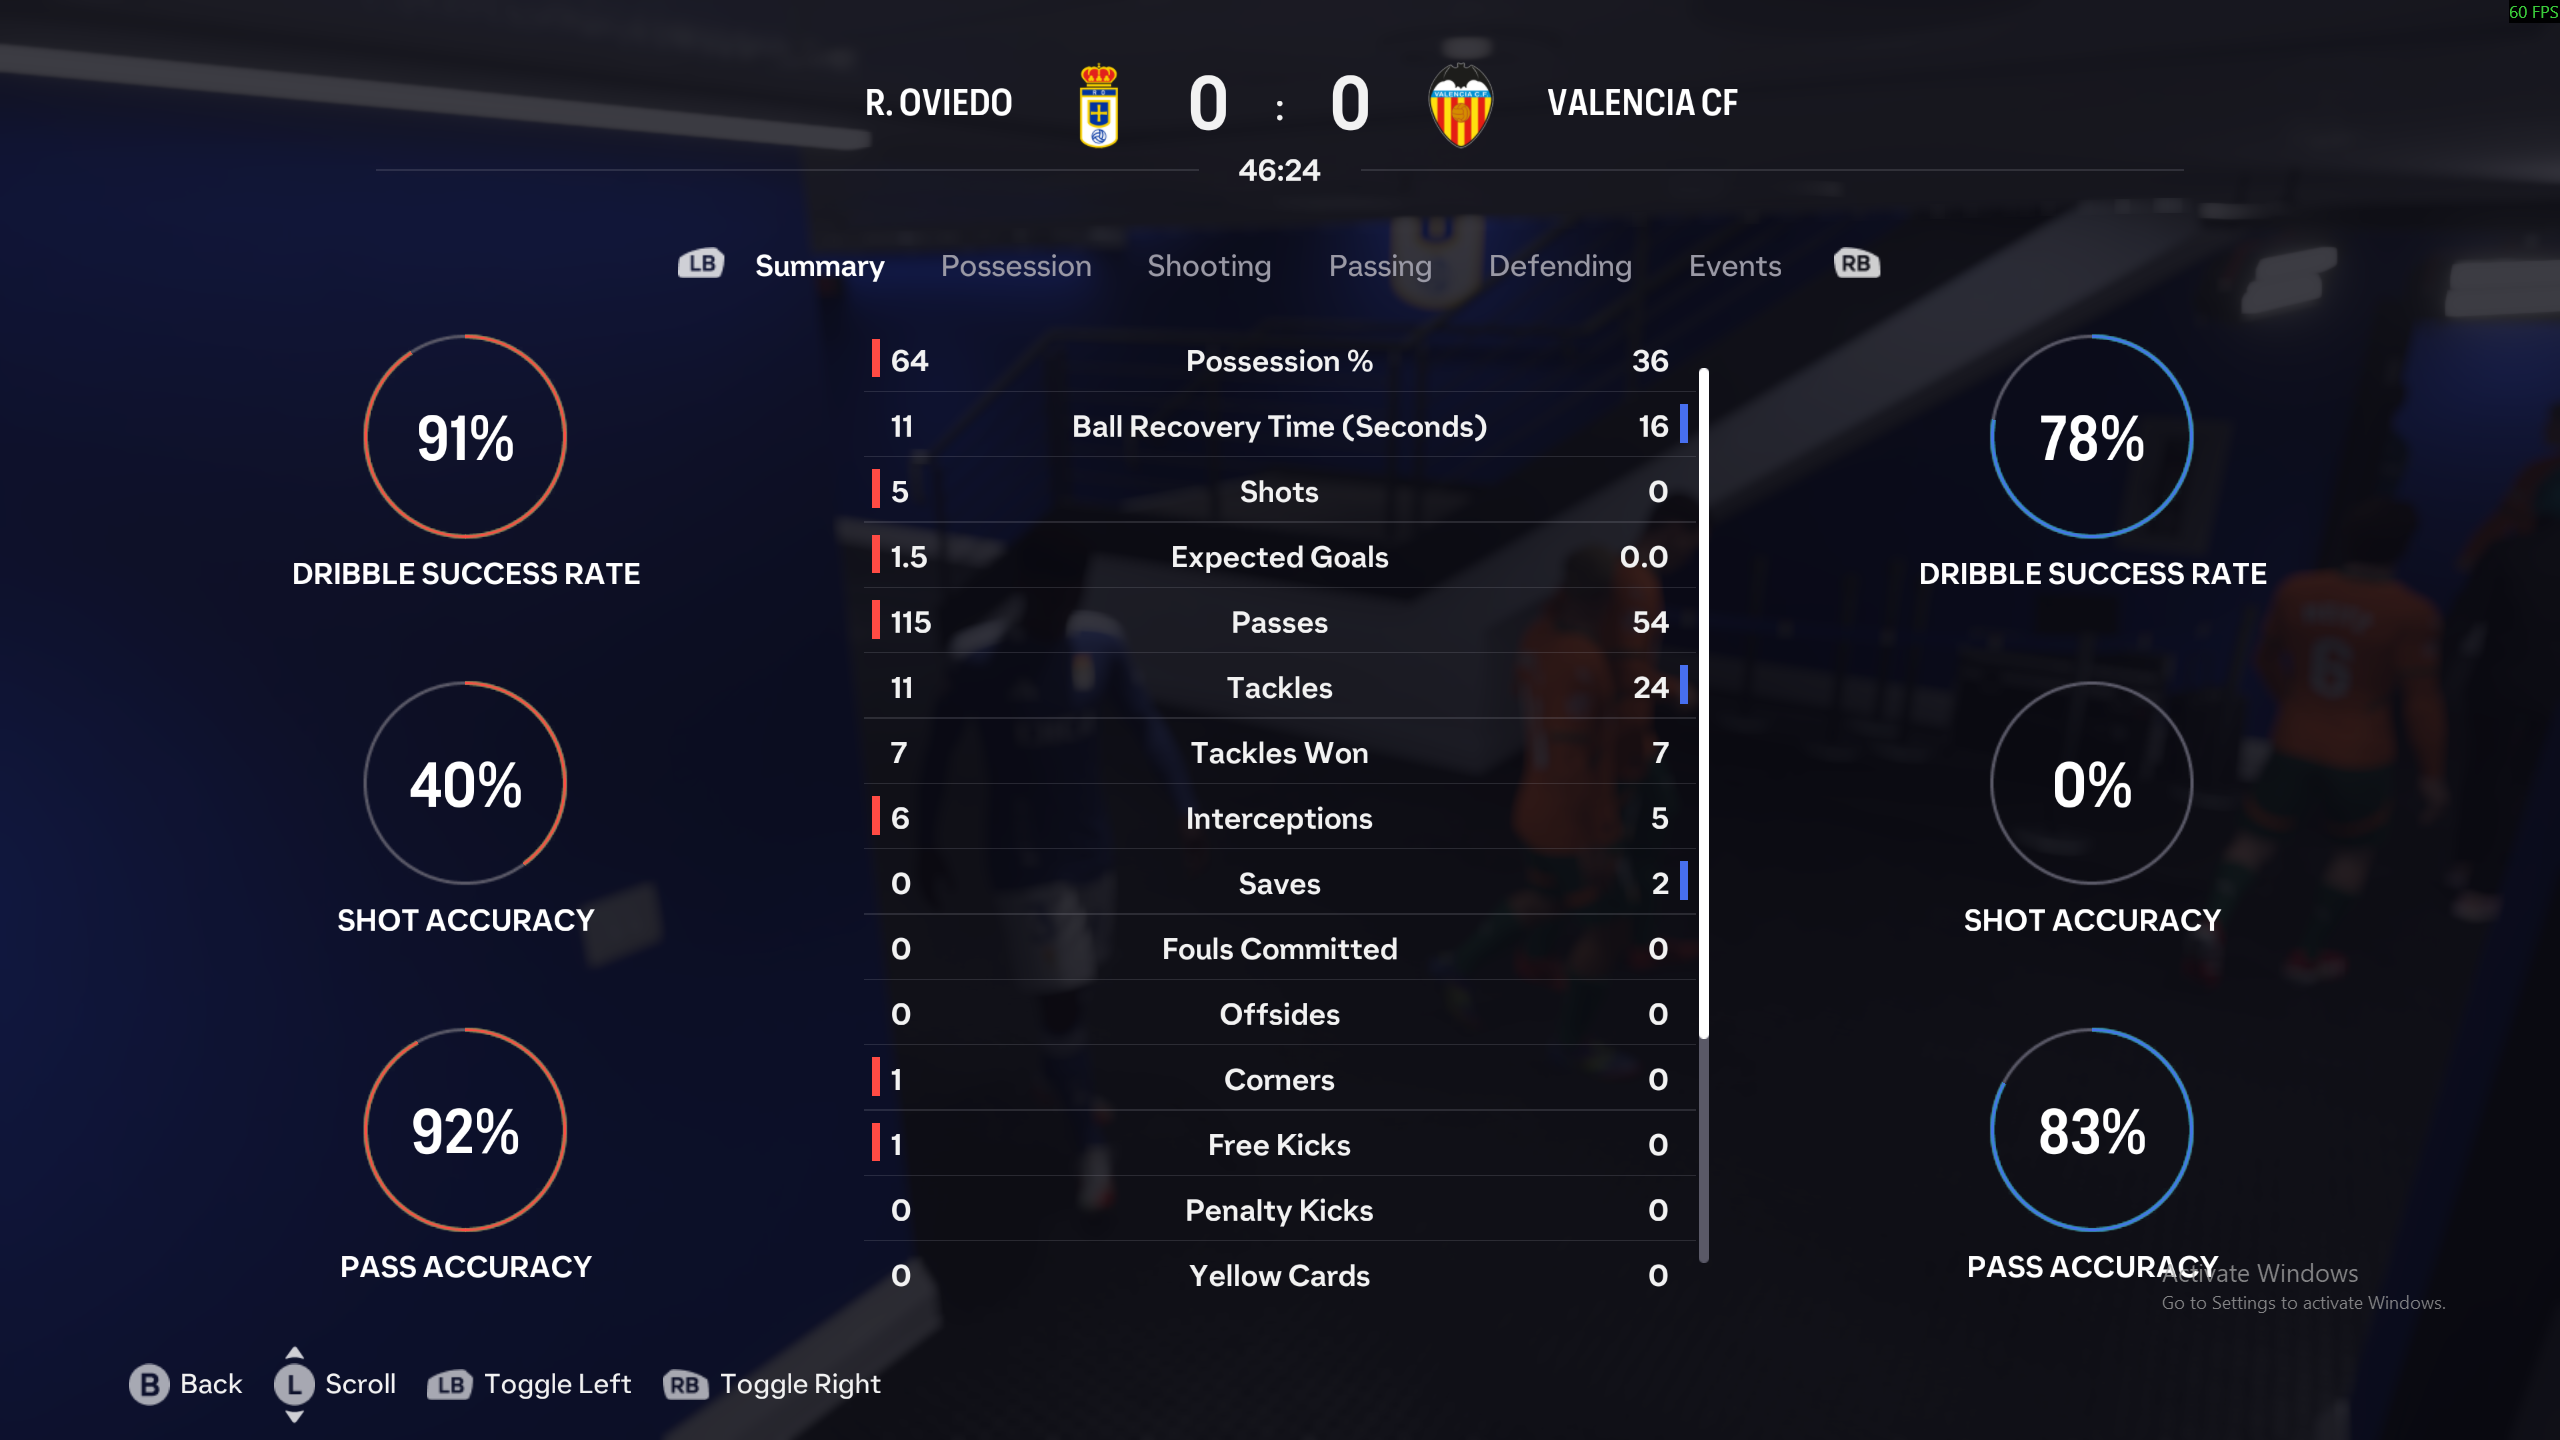 60 FPS
R. OVIEDO 0 : 0 VALENCIA CF
46:24
LB Summary Possession Shooting Passing Defending Events RB
64 Possession % 36
11 Ball Recovery Time (Seconds) 16
5 Shots 0
1.5 Expected Goals 0.0
115 Passes 54
11 Tackles 24
7 Tackles Won 7
6 Interceptions 5
0 Saves 2
0 Fouls Committed 0
0 Offsides 0
1 Corners 0
1 Free Kicks 0
0 Penalty Kicks 0
0 Yellow Cards 0
91%
DRIBBLE SUCCESS RATE
40%
SHOT ACCURACY
92%
PASS ACCURACY
78%
DRIBBLE SUCCESS RATE
0%
SHOT ACCURACY
83%
PASS ACCURACY
6
Activate Windows
Go to Settings to activate Windows.
B Back L Scroll LB Toggle Left RB Toggle Right